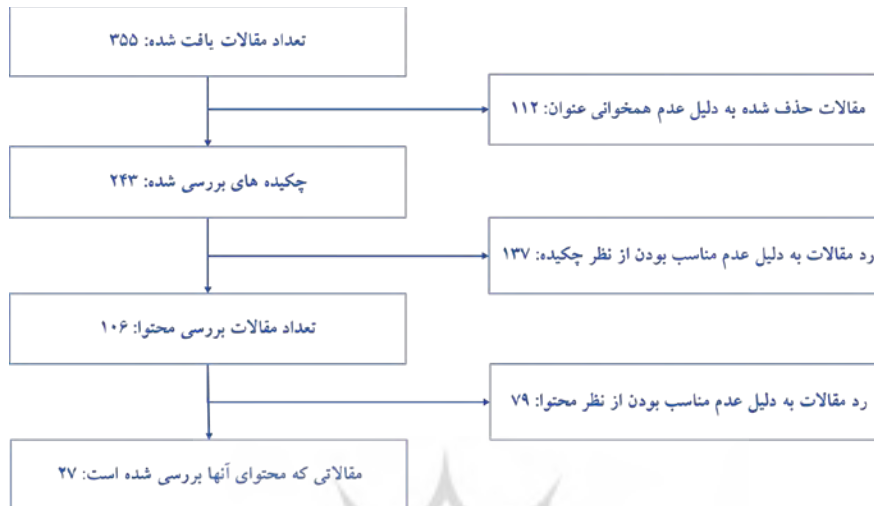 تعداد مقالات یافت شده: ۳۵۵
مقالات حذف شده به دلیل عدم همخوانی عنوان: ۱۱۲
چکیده های بررسی شده: ۲۴۳
رد مقالات به دلیل عدم مناسب بودن از نظر چکیده: ۱۳۷
تعداد مقالات بررسی محتوا: ۱۰۶
رد مقالات به دلیل عدم مناسب بودن از نظر محتوا: ۷۹
مقالاتی که محتوای آنها بررسی شده است: ۲۷